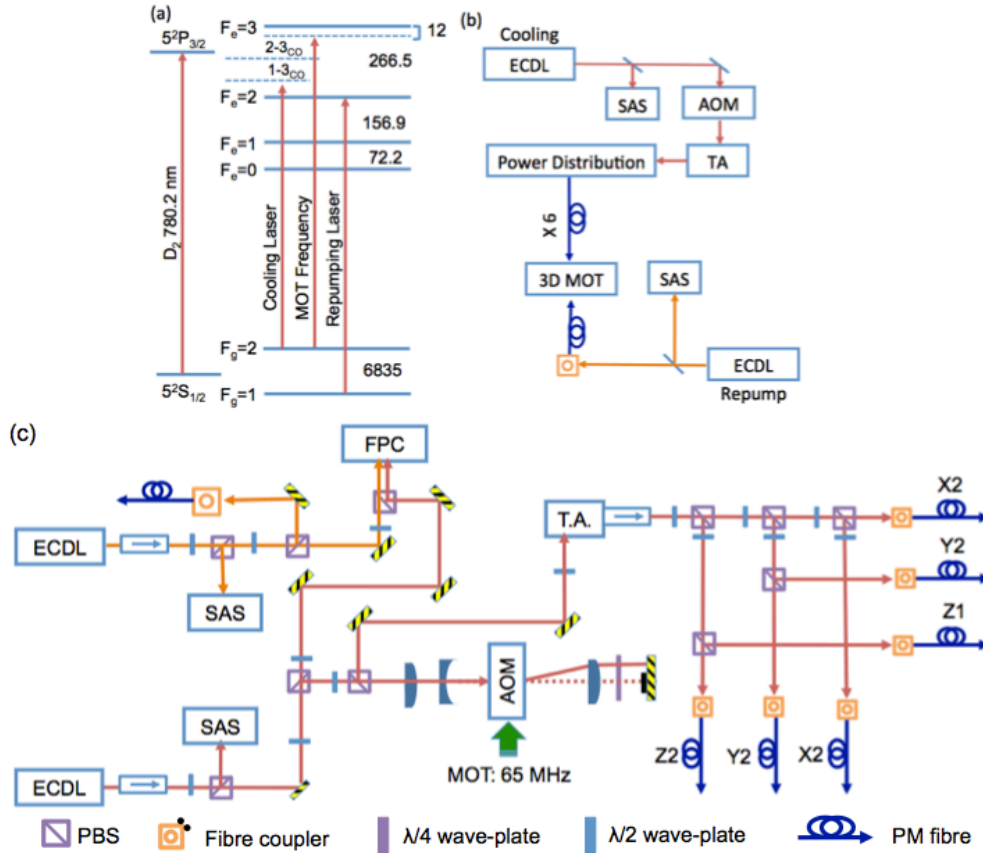 (a)
5²P3/2
Fe=3
12
2-3CO
266.5
1-3CO
Fe=2
156.9
Fe=1
72.2
Fe=0
D2 780.2 nm
Cooling Laser
MOT Frequency
Repumping Laser
Fg=2
6835
5²S1/2
Fg=1
(b)
Cooling
ECDL
SAS
AOM
Power Distribution
TA
X 6
3D MOT
SAS
ECDL
Repump
(c)
FPC
ECDL
SAS
T.A.
X2
Y2
Z1
SAS
AOM
ECDL
MOT: 65 MHz
Z2
Y2
X2
PBS
Fibre coupler
λ/4 wave-plate
λ/2 wave-plate
PM fibre